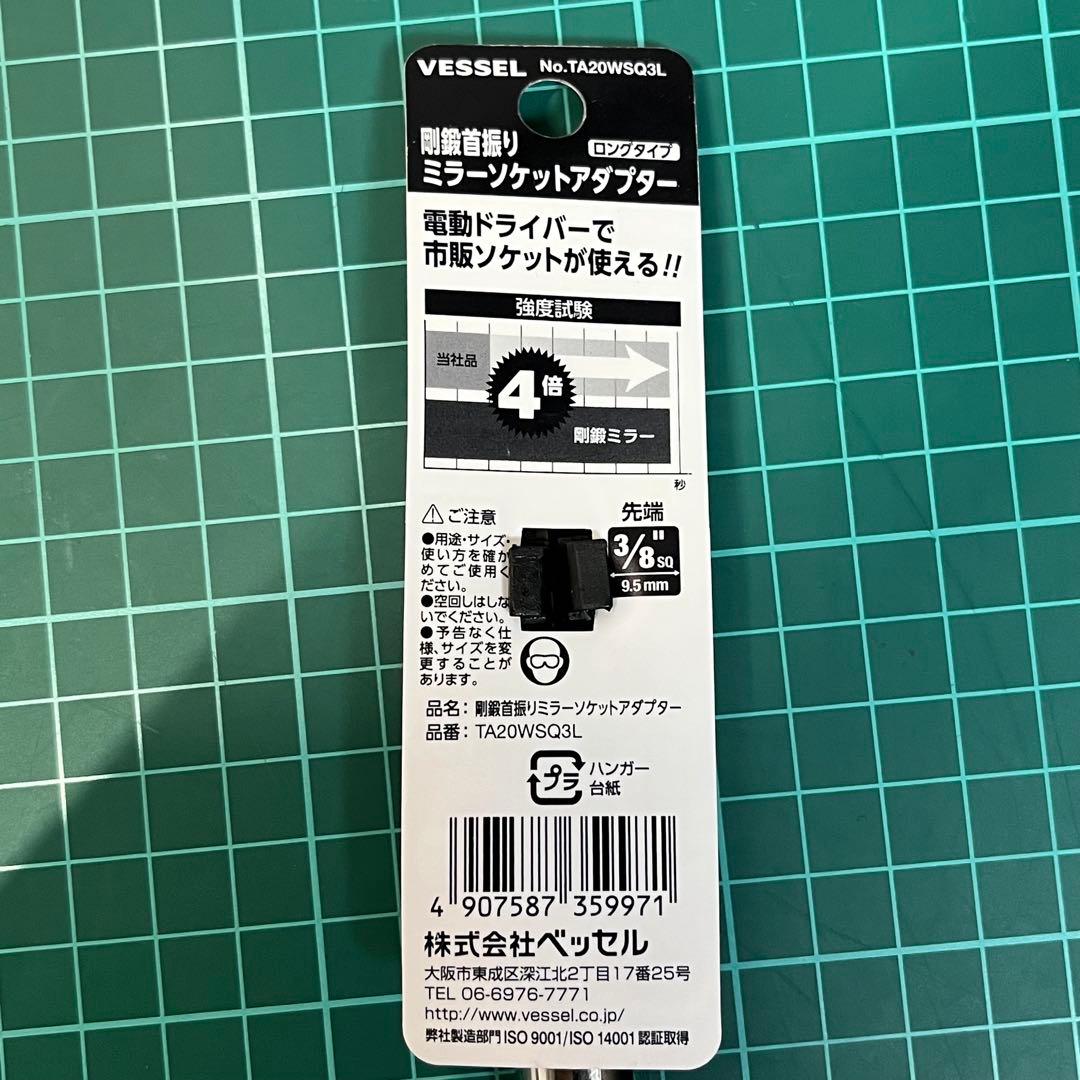 VESSEL No.TA20WSQ3L
剛鍛首振り ロングタイプ
ミラーソケットアダプター
電動ドライバーで
市販ソケットが使える!!
強度試験
当社品
4倍
剛鍛ミラー
秒
⚠ご注意
●用途・サイズ・
使い方を確か
めてご使用く
ださい。
●空回しはしな
いでください。
●予告なく仕
様、サイズを変
更することが
あります。
先端
3/8"SQ
9.5mm
品名: 剛鍛首振りミラーソケットアダプター
品番: TA20WSQ3L
プラ
ハンガー
台紙
4 907587 359971
株式会社ベッセル
大阪市東成区深江北2丁目17番25号
TEL 06-6976-7771
http://www.vessel.co.jp/
弊社製造部門 ISO 9001/ISO 14001 認証取得